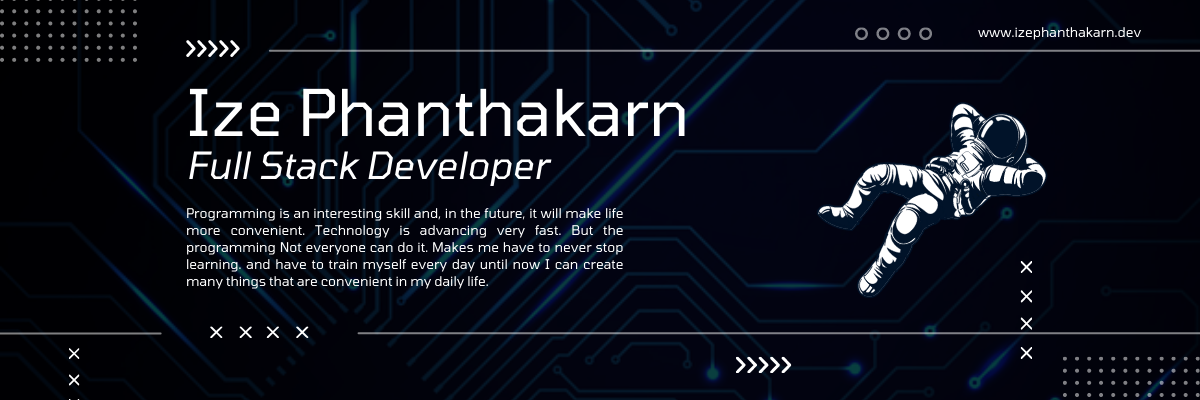 www.izephanthakarn.dev
Ize Phanthakarn
Full Stack Developer
Programming is an interesting skill and, in the future, it will make life
more convenient. Technology is advancing very fast. But the
programming Not everyone can do it. Makes me have to never stop
learning. and have to train myself every day until now I can create
many things that are convenient in my daily life.